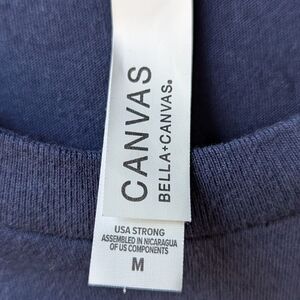 CANVAS
BELLA+CANVAS®
USA STRONG
ASSEMBLED IN NICARAGUA
OF US COMPONENTS
M